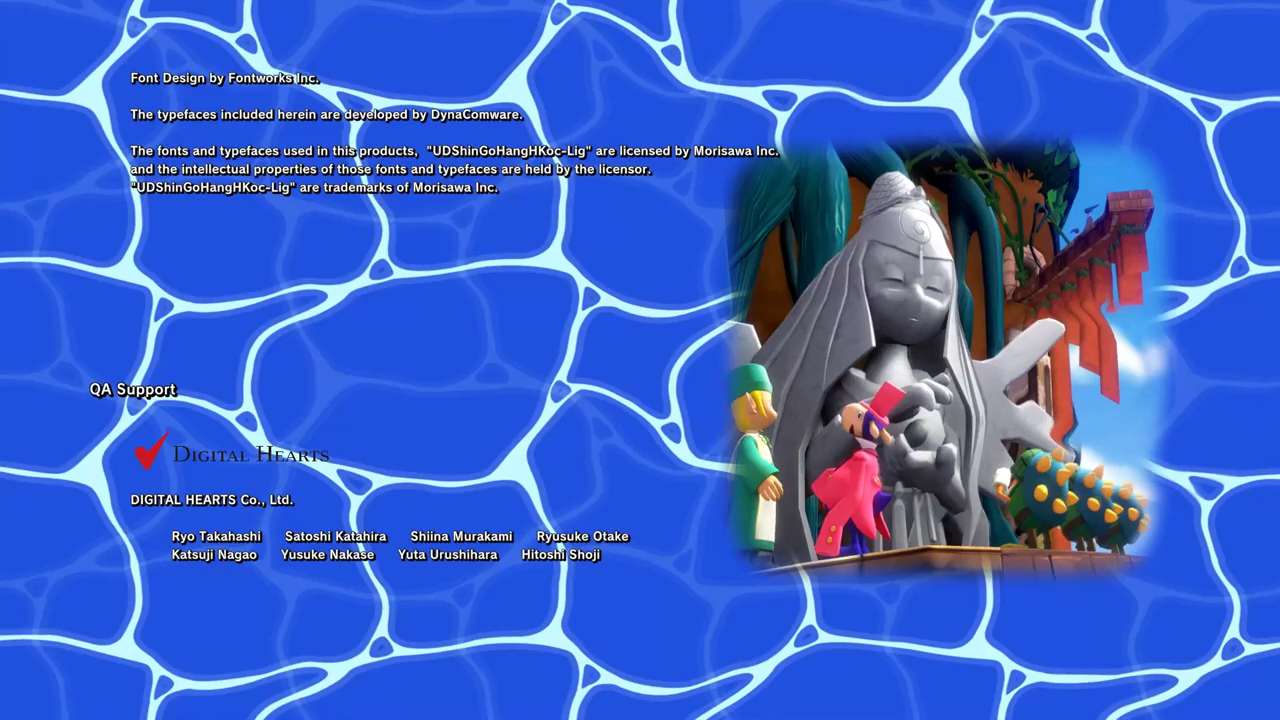 Font Design by Fontworks Inc.
The typefaces included herein are developed by DynaComware.
The fonts and typefaces used in this products, "UDShinGoHangHKoc-Lig" are licensed by Morisawa Inc.
and the intellectual properties of those fonts and typefaces are held by the licensor.
"UDShinGoHangHKoc-Lig" are trademarks of Morisawa Inc.
QA Support
DIGITAL HEARTS
DIGITAL HEARTS Co., Ltd.
Ryo Takahashi Satoshi Katahira Shiina Murakami Ryusuke Otake
Katsuji Nagao Yusuke Nakase Yuta Urushihara Hitoshi Shoji